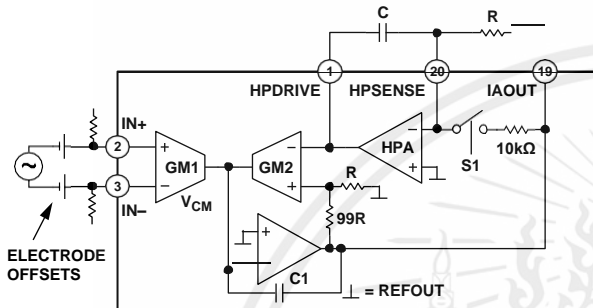 C
R
1
20
19
HPDRIVE
HPSENSE
IAOUT
IN+
2
+
GM1
−
VCM
3
IN−
−
GM2
+
−
HPA
+
S1
10kΩ
R
99R
+
C1
= REFOUT
ELECTRODE
OFFSETS